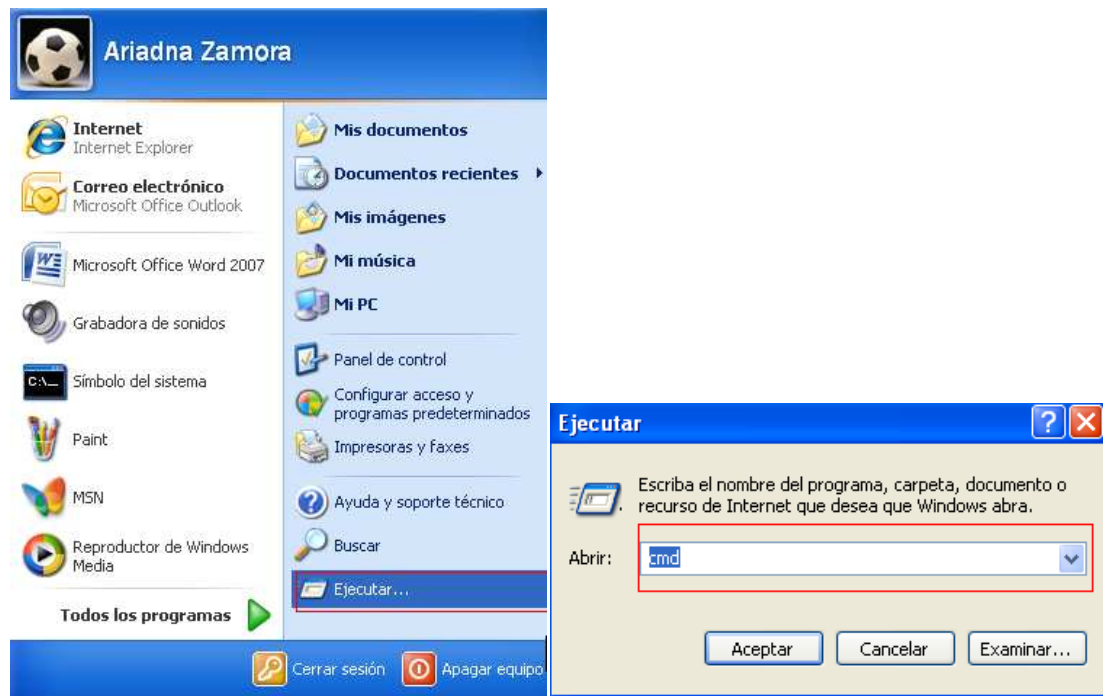 Ariadna Zamora
Internet
Internet Explorer
Correo electrónico
Microsoft Office Outlook
Microsoft Office Word 2007
Grabadora de sonidos
C:\_
Símbolo del sistema
Paint
MSN
Reproductor de Windows
Media
Todos los programas
Mis documentos
Documentos recientes
Mis imágenes
Mi música
Mi PC
Panel de control
Configurar acceso y
programas predeterminados
Impresoras y faxes
Ayuda y soporte técnico
Buscar
Ejecutar...
Cerrar sesión
Apagar equipo
Ejecutar
Escriba el nombre del programa, carpeta, documento o
recurso de Internet que desea que Windows abra.
Abrir:
cmd
Aceptar
Cancelar
Examinar...